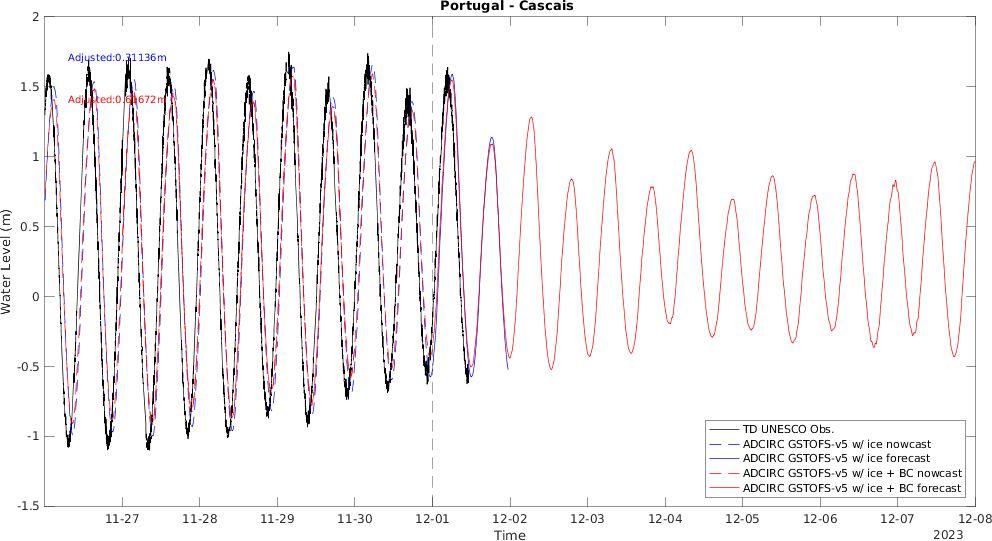 Portugal - Cascais
2
Adjusted:0.31136m
1.5
Adjusted:0.61672m
1
0.5
0
-0.5
-1
-1.5
Water Level (m)
TD UNESCO Obs.
ADCIRC GSTOFS-v5 w/ ice nowcast
ADCIRC GSTOFS-v5 w/ ice forecast
ADCIRC GSTOFS-v5 w/ ice + BC nowcast
ADCIRC GSTOFS-v5 w/ ice + BC forecast
11-27 11-28 11-29 11-30 12-01 12-02 12-03 12-04 12-05 12-06 12-07 12-08
Time
2023